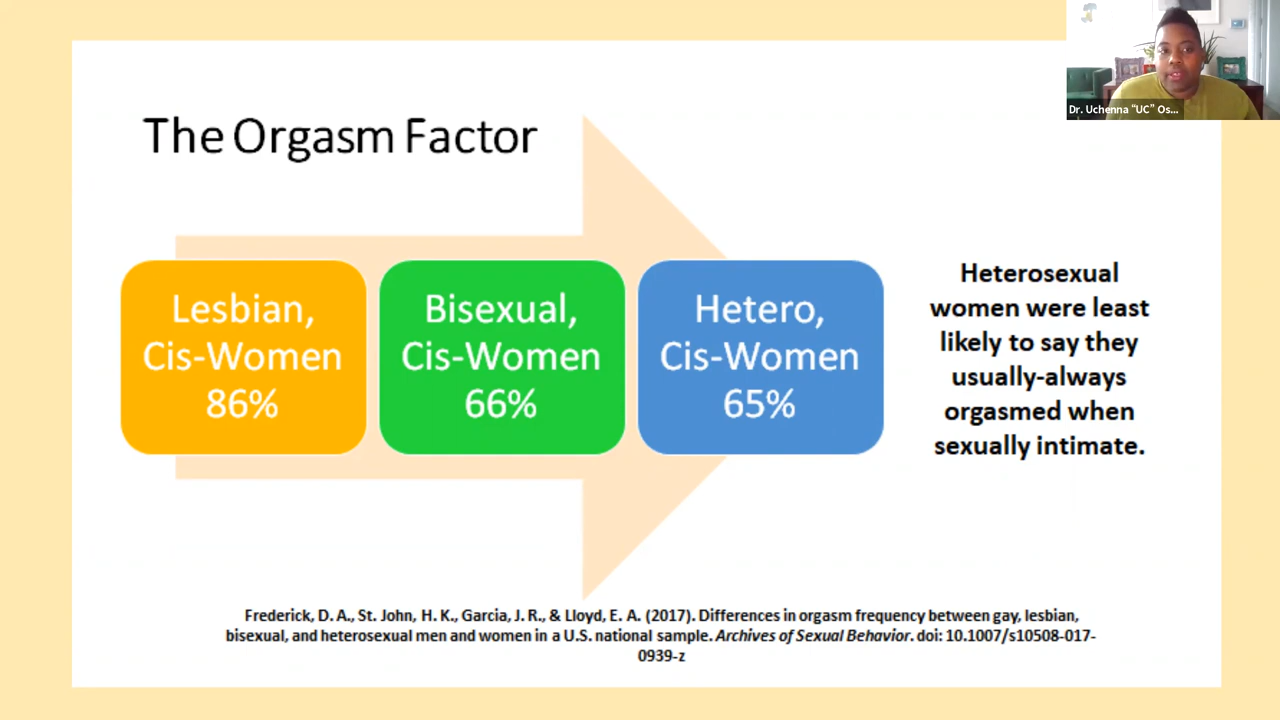 The Orgasm Factor
Dr. Uchenna “UC” Os...
Lesbian,
Cis-Women
86%
Bisexual,
Cis-Women
66%
Hetero,
Cis-Women
65%
Heterosexual
women were least
likely to say they
usually-always
orgasmed when
sexually intimate.
Frederick, D. A., St. John, H. K., Garcia, J. R., & Lloyd, E. A. (2017). Differences in orgasm frequency between gay, lesbian,
bisexual, and heterosexual men and women in a U.S. national sample. Archives of Sexual Behavior. doi: 10.1007/s10508-017-
0939-z